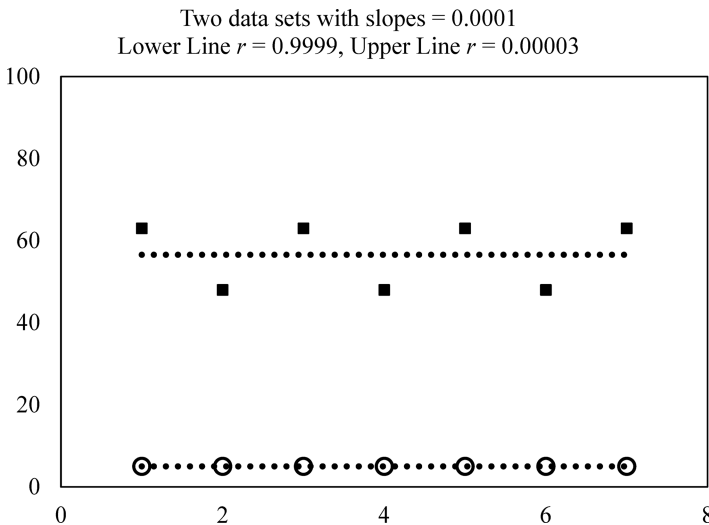 Two data sets with slopes = 0.0001
Lower Line r = 0.9999, Upper Line r = 0.00003
100
80
60
40
20
0
0 2 4 6 8